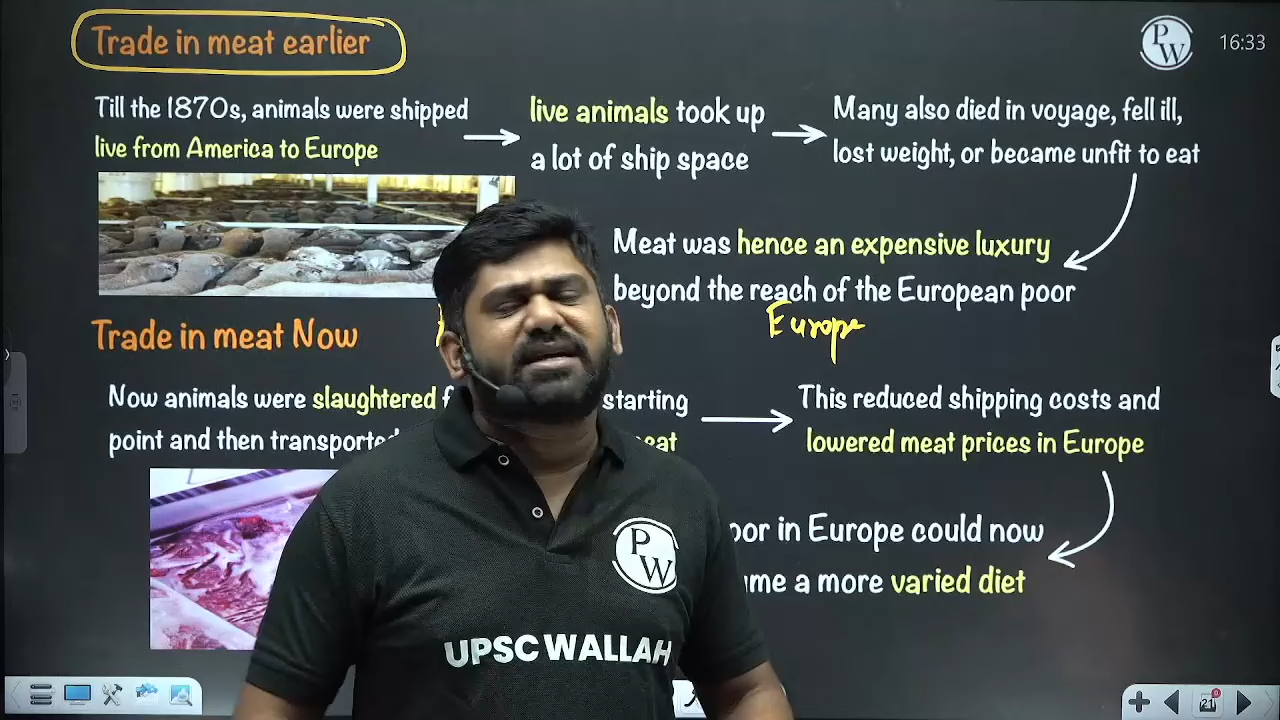 Trade in meat earlier
PW
16:33
Till the 1870s, animals were shipped
live from America to Europe
live animals took up
a lot of ship space
Many also died in voyage, fell ill,
lost weight, or became unfit to eat
Meat was hence an expensive luxury
beyond the reach of the European poor
Europe
Trade in meat Now
Now animals were slaughtered starting
point and then
This reduced shipping costs and
lowered meat prices in Europe
in Europe could now
a more varied diet
PW
UPSC WALLAH
21